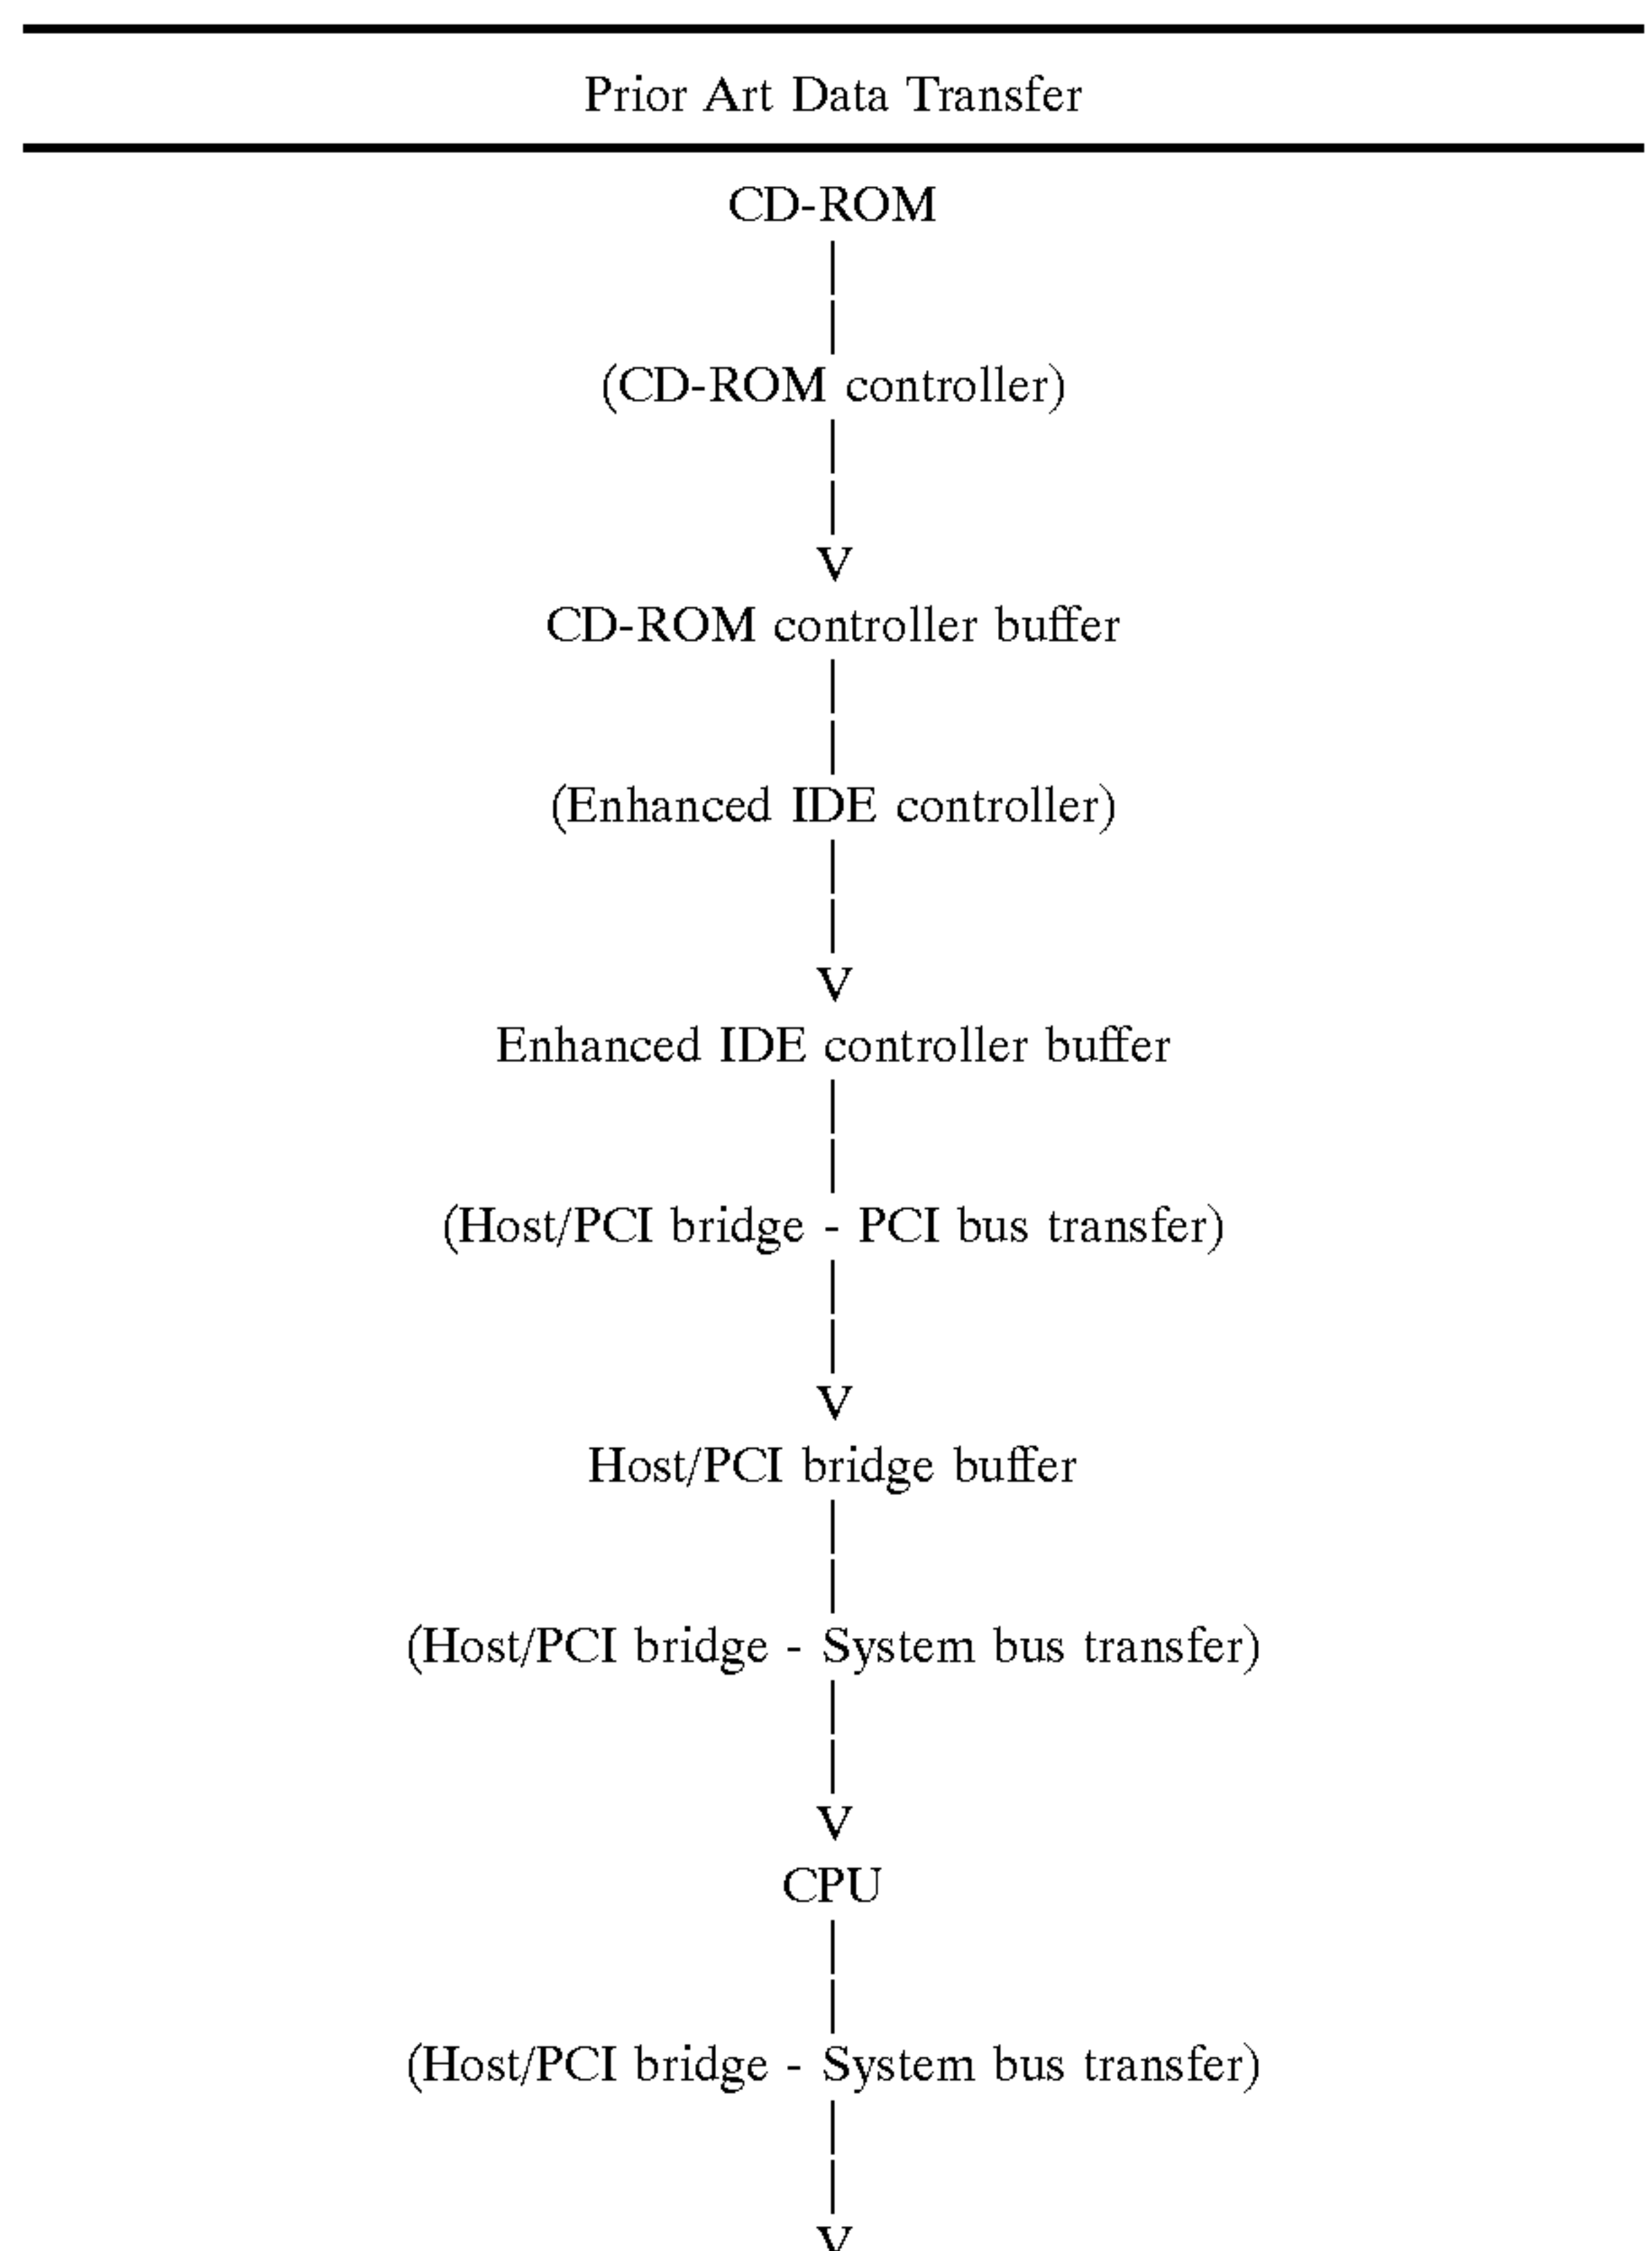 Prior Art Data Transfer
CD-ROM
|
|
(CD-ROM controller)
|
|
V
CD-ROM controller buffer
|
|
(Enhanced IDE controller)
|
|
V
Enhanced IDE controller buffer
|
|
(Host/PCI bridge - PCI bus transfer)
|
|
V
Host/PCI bridge buffer
|
|
(Host/PCI bridge - System bus transfer)
|
|
V
CPU
|
|
(Host/PCI bridge - System bus transfer)
|
|
V